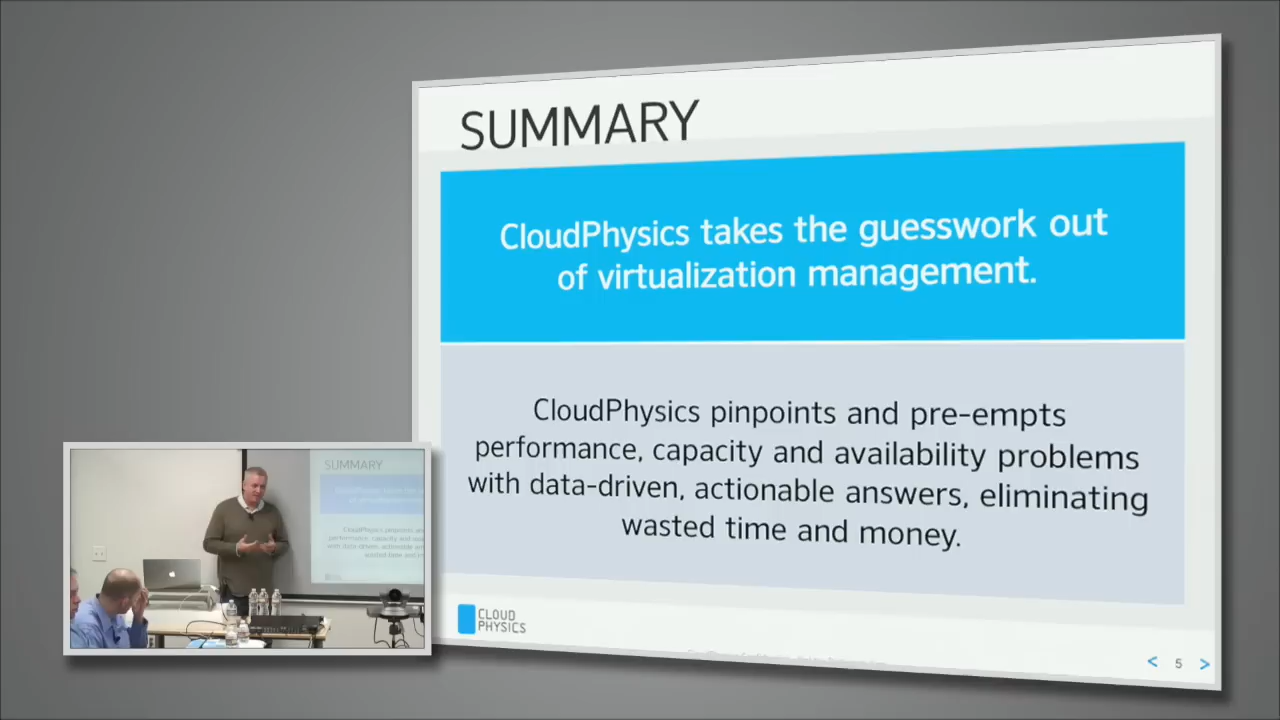 SUMMARY
CloudPhysics takes the guesswork out
of virtualization management.
CloudPhysics pinpoints and pre-empts
performance, capacity and availability problems
with data-driven, actionable answers, eliminating
wasted time and money.
CLOUD
PHYSICS
< 5 >
SUMMARY